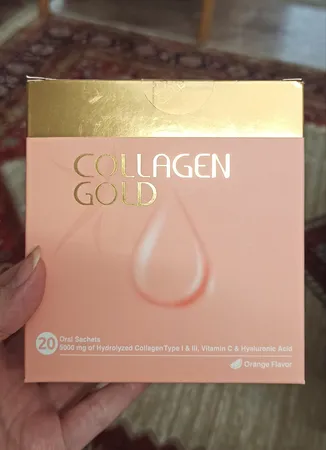 COLLAGEN
GOLD
20
Oral Sachets
5000 mg of Hydrolyzed Collagen Type I & III, Vitamin C & Hyaluronic Acid
Orange Flavor